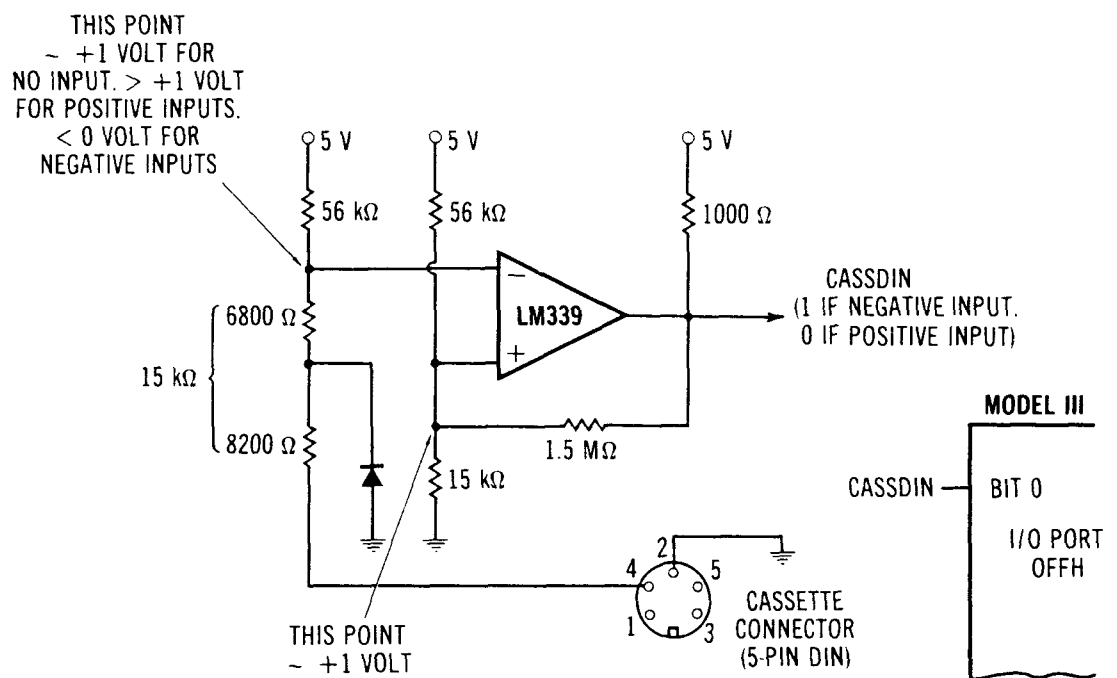 THIS POINT
~ +1 VOLT FOR
NO INPUT. > +1 VOLT
FOR POSITIVE INPUTS.
< 0 VOLT FOR
NEGATIVE INPUTS
5 V
5 V
5 V
56 kΩ
56 kΩ
1000 Ω
−
LM339
+
CASSDIN
(1 IF NEGATIVE INPUT.
0 IF POSITIVE INPUT)
6800 Ω
15 kΩ
8200 Ω
1.5 MΩ
15 kΩ
MODEL III
CASSDIN
BIT 0
I/O PORT
OFFH
2
4
5
1
3
CASSETTE
CONNECTOR
(5-PIN DIN)
THIS POINT
~ +1 VOLT